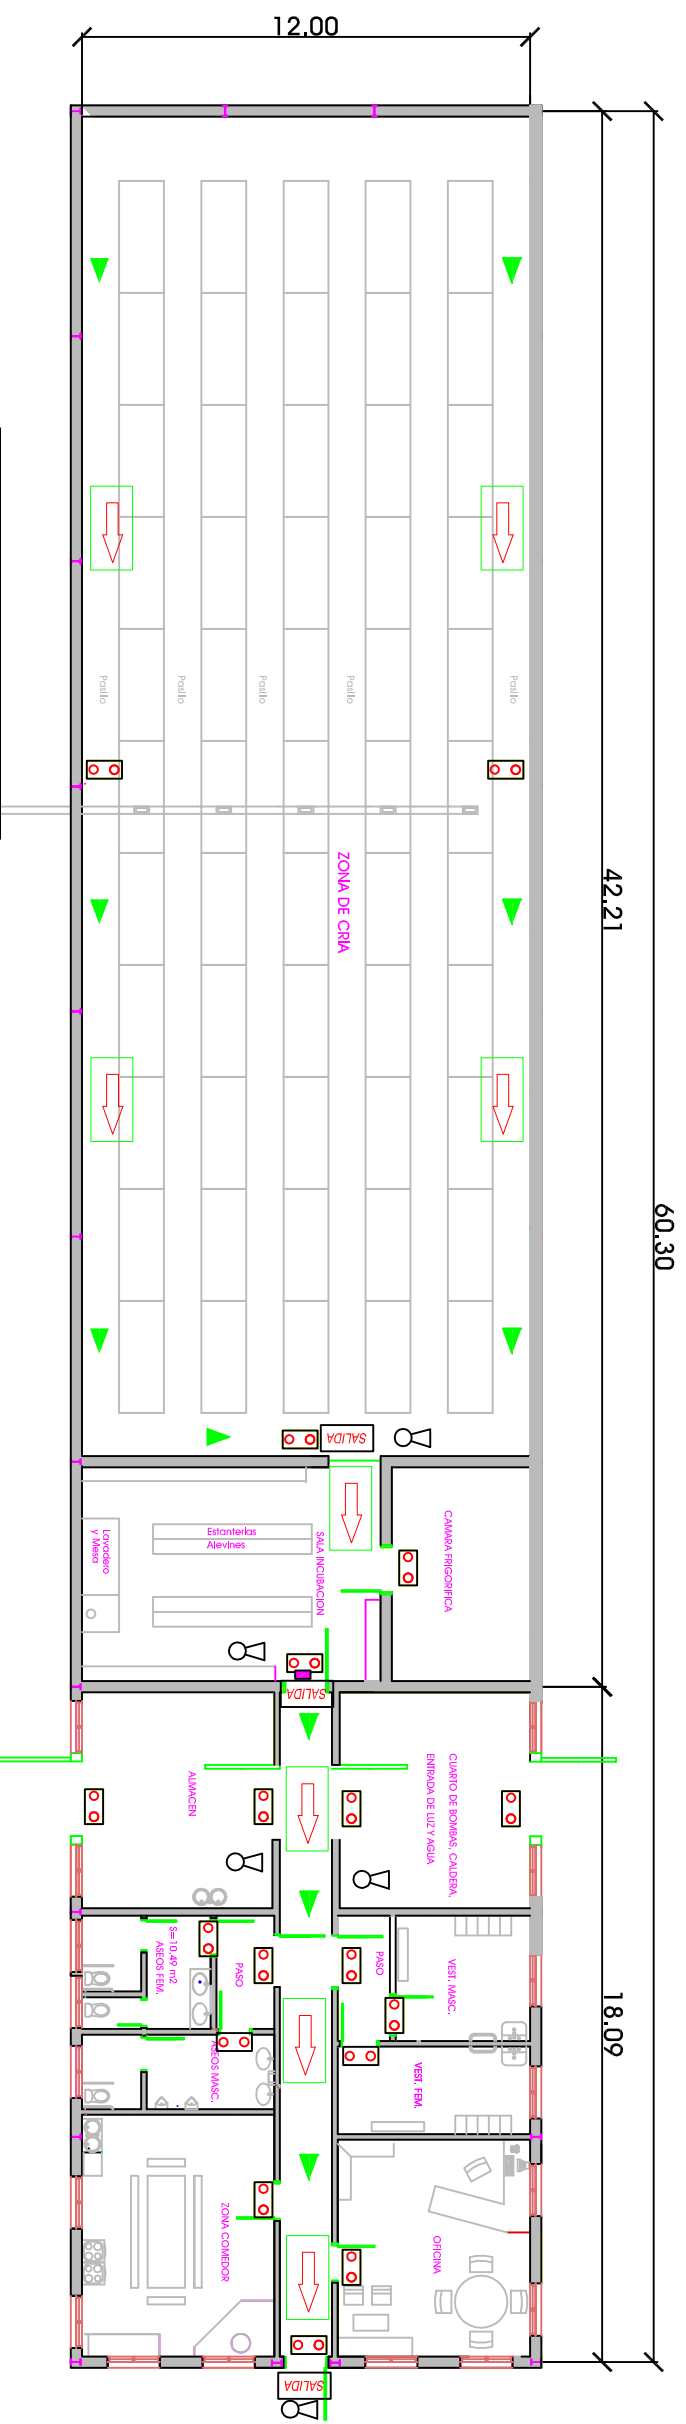 12.00
42.21
60.30
18.09
Pasillo
Pasillo
Pasillo
Pasillo
Pasillo
ZONA DE CRIA
SALIDA
CAMARA FRIGORIFICA
SALA INCUBACION
Estanterias
Alevines
Lavadero
y Mesa
SALIDA
CUARTO DE BOMBAS, CALDERA,
ENTRADA DE LUZ Y AGUA
ALMACEN
S=10,49 m2
ASEOS FEM.
PASO
PASO
VEST. MASC.
ASEOS MASC.
VEST. FEM.
ZONA COMEDOR
OFICINA
SALIDA